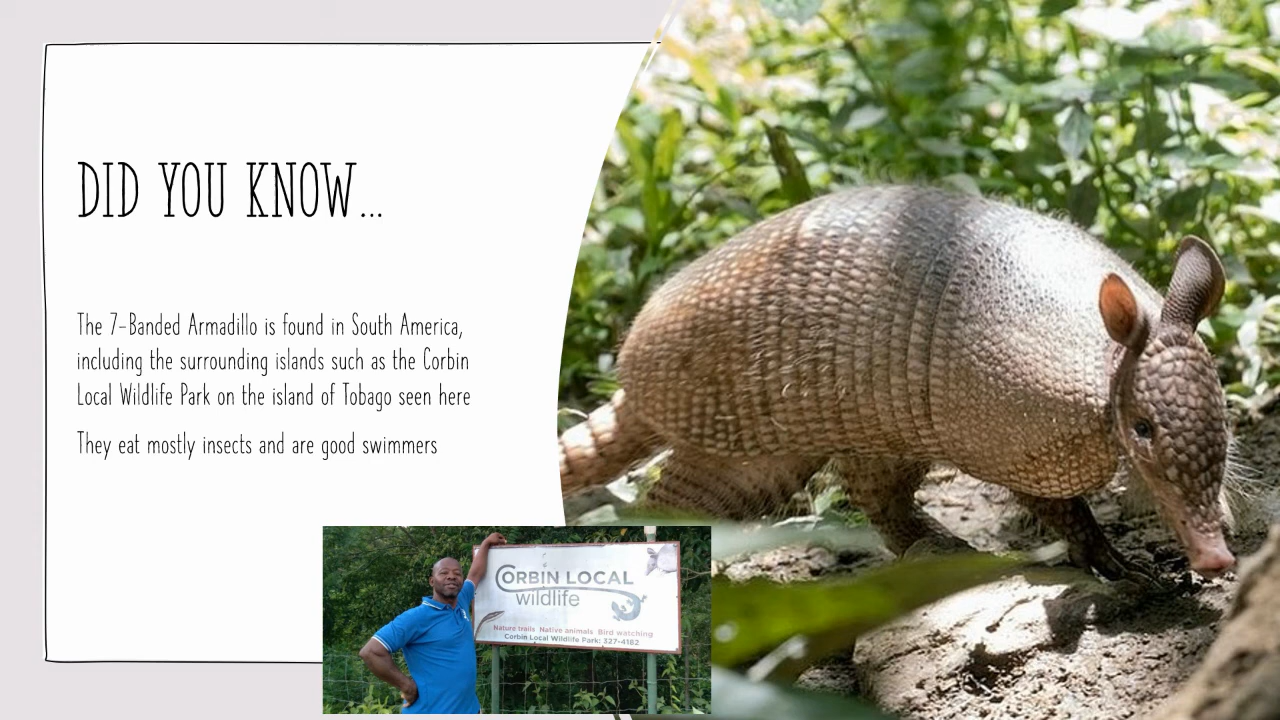 DID YOU KNOW...
The 7-Banded Armadillo is found in South America,
including the surrounding islands such as the Corbin
Local Wildlife Park on the island of Tobago seen here
They eat mostly insects and are good swimmers
CORBIN LOCAL
wildlife
Nature trails Native animals Bird watching
Corbin Local Wildlife Park: 327-4182